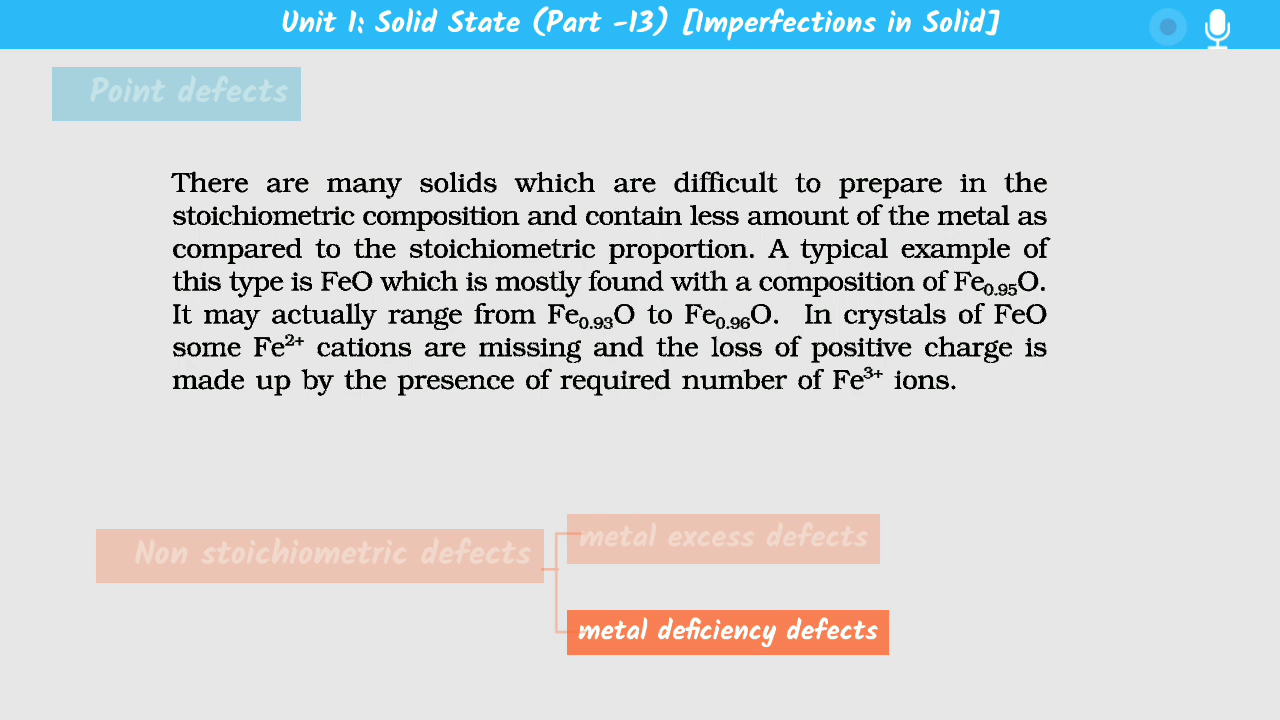 Unit 1: Solid State (Part -13) [Imperfections in Solid]
Point defects
There are many solids which are difficult to prepare in the
stoichiometric composition and contain less amount of the metal as
compared to the stoichiometric proportion. A typical example of
this type is FeO which is mostly found with a composition of Fe₀.₉₅O.
It may actually range from Fe₀.₉₃O to Fe₀.₉₆O. In crystals of FeO
some Fe²⁺ cations are missing and the loss of positive charge is
made up by the presence of required number of Fe³⁺ ions.
metal excess defects
Non stoichiometric defects
metal deficiency defects